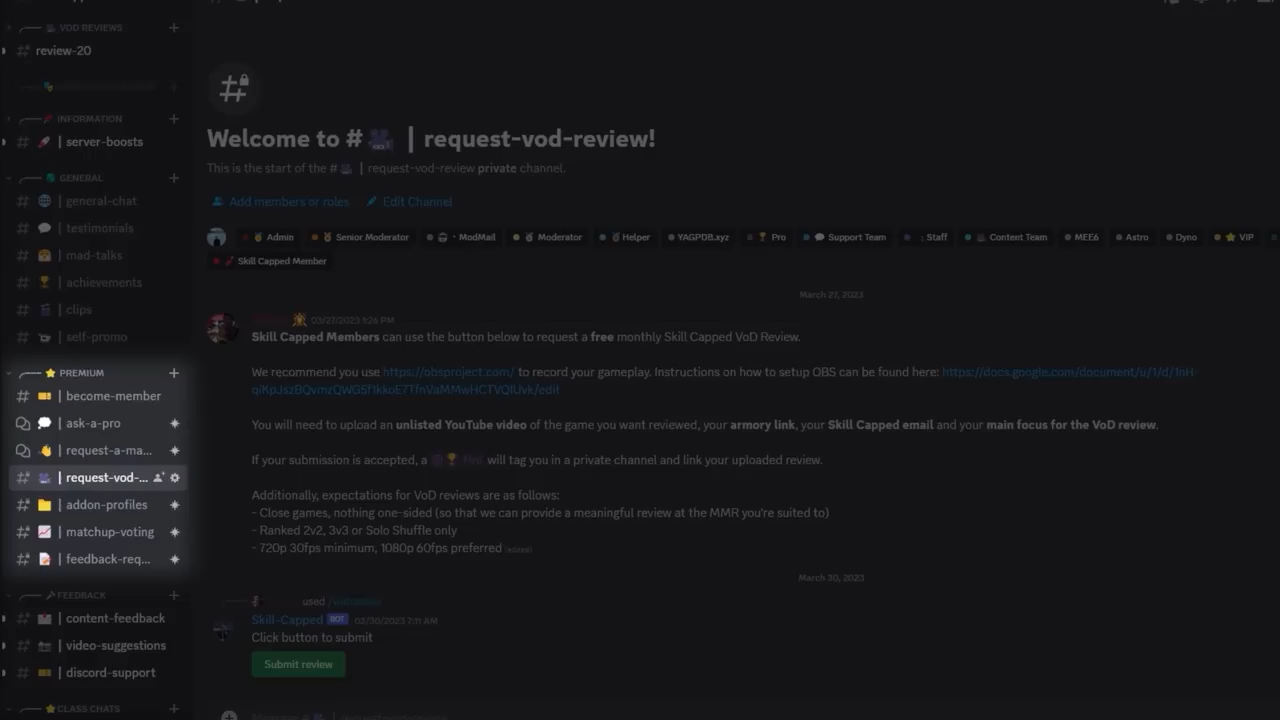 VOD REVIEWS
review-20
INFORMATION
server-boosts
GENERAL
general-chat
testimonials
mad-talks
achievements
clips
self-promo
PREMIUM
become-member
ask-a-pro
request-a-ma...
request-vod-...
addon-profiles
matchup-voting
feedback-req...
FEEDBACK
content-feedback
video-suggestions
discord-support
CLASS CHATS
Welcome to # | request-vod-review!
This is the start of the # | request-vod-review private channel.
Add members or roles Edit Channel
Admin Senior Moderator • ModMail Moderator Helper YAGPDB.xyz Pro Support Team Staff Content Team MEE6 Astro Dyno VIP
Skill Capped Member
March 27, 2023
03/27/2023 1:26 PM
Skill Capped Members can use the button below to request a free monthly Skill Capped VoD Review.
We recommend you use https://obsproject.com/ to record your gameplay. Instructions on how to setup OBS can be found here: https://docs.google.com/document/u/1/d/1nH-
You will need to upload an unlisted YouTube video of the game you want reviewed, your armory link, your Skill Capped email and your main focus for the VoD review.
If your submission is accepted, a Pro will tag you in a private channel and link your uploaded review.
Additionally, expectations for VoD reviews are as follows:
- Close games, nothing one-sided (so that we can provide a meaningful review at the MMR you're suited to)
- Ranked 2v2, 3v3 or Solo Shuffle only
- 720p 30fps minimum, 1080p 60fps preferred (edited)
March 30, 2023
used
Skill-Capped BOT 03/30/2023 7:11 AM
Click button to submit
Submit review